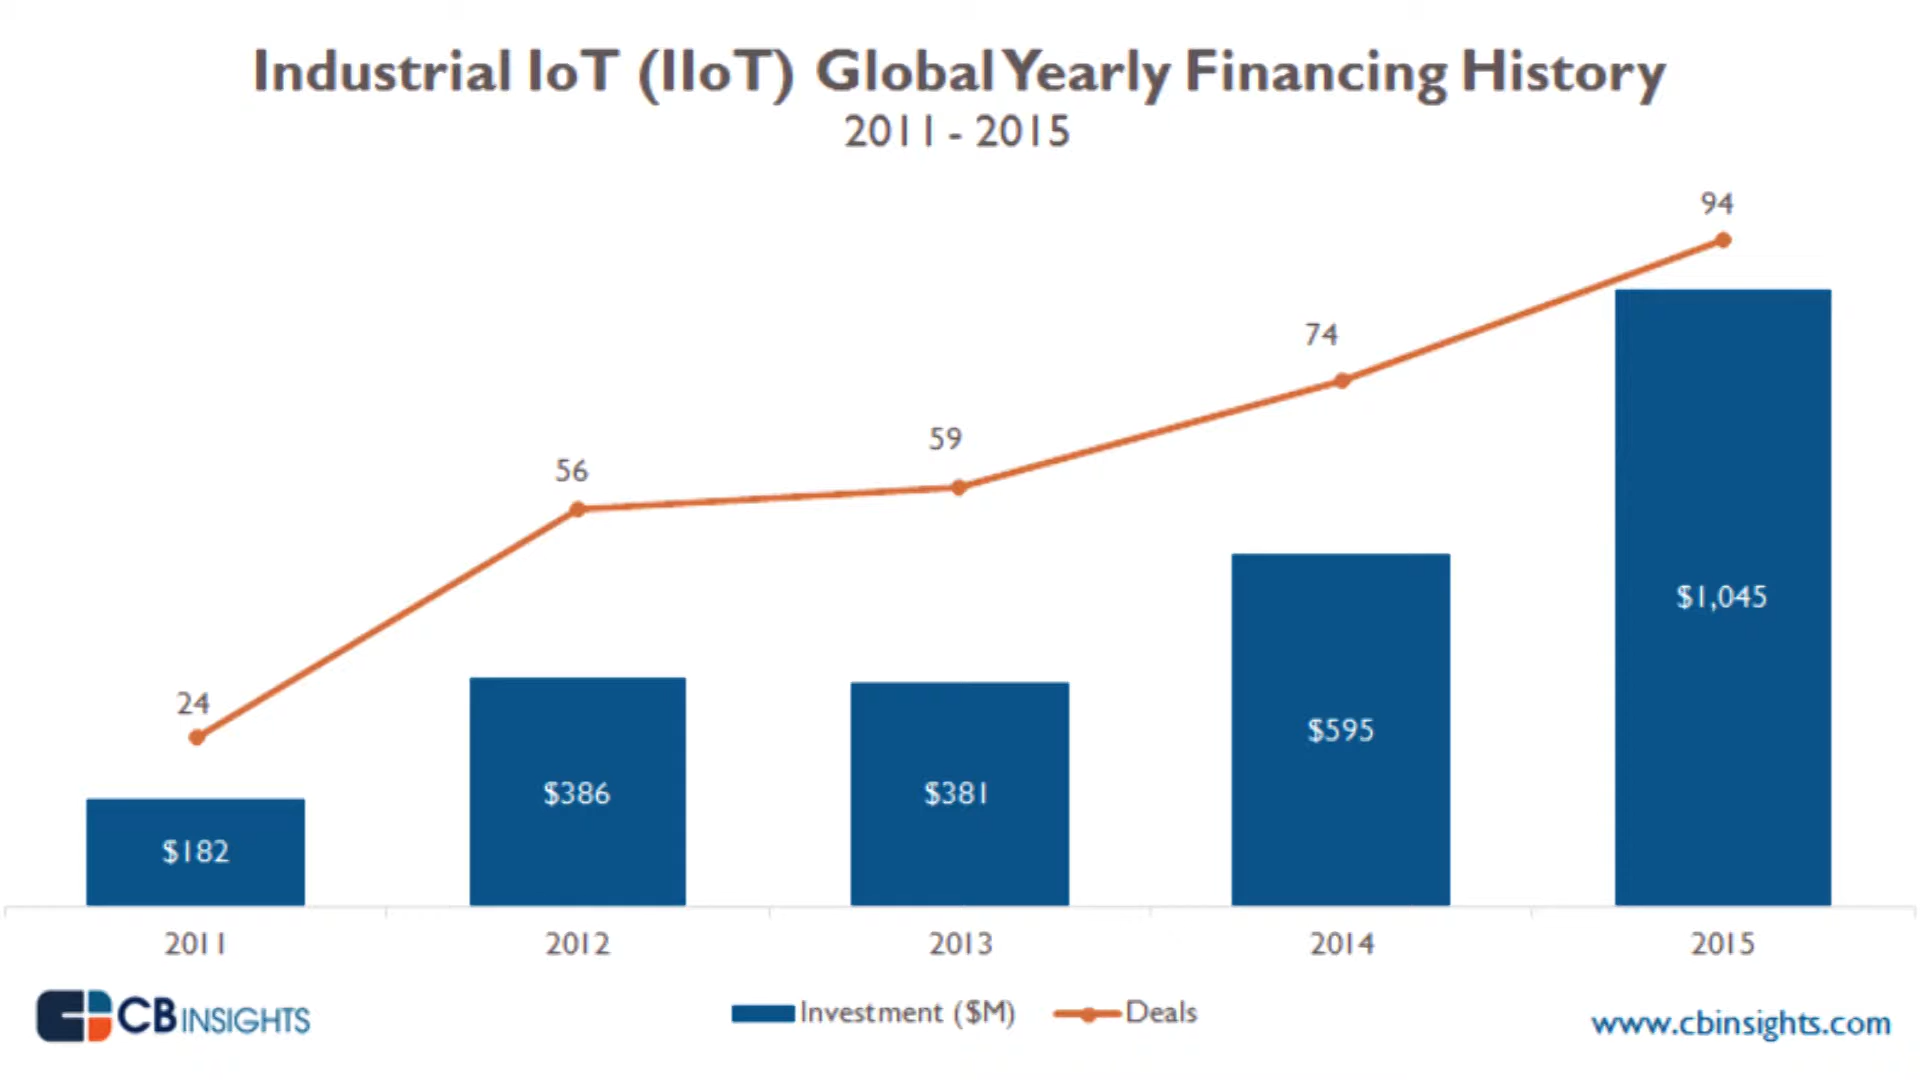 Industrial IoT (IIoT) Global Yearly Financing History
2011 - 2015
94
74
59
56
24
$1,045
$595
$386
$381
$182
2011 2012 2013 2014 2015
CB INSIGHTS
Investment ($M) Deals
www.cbinsights.com